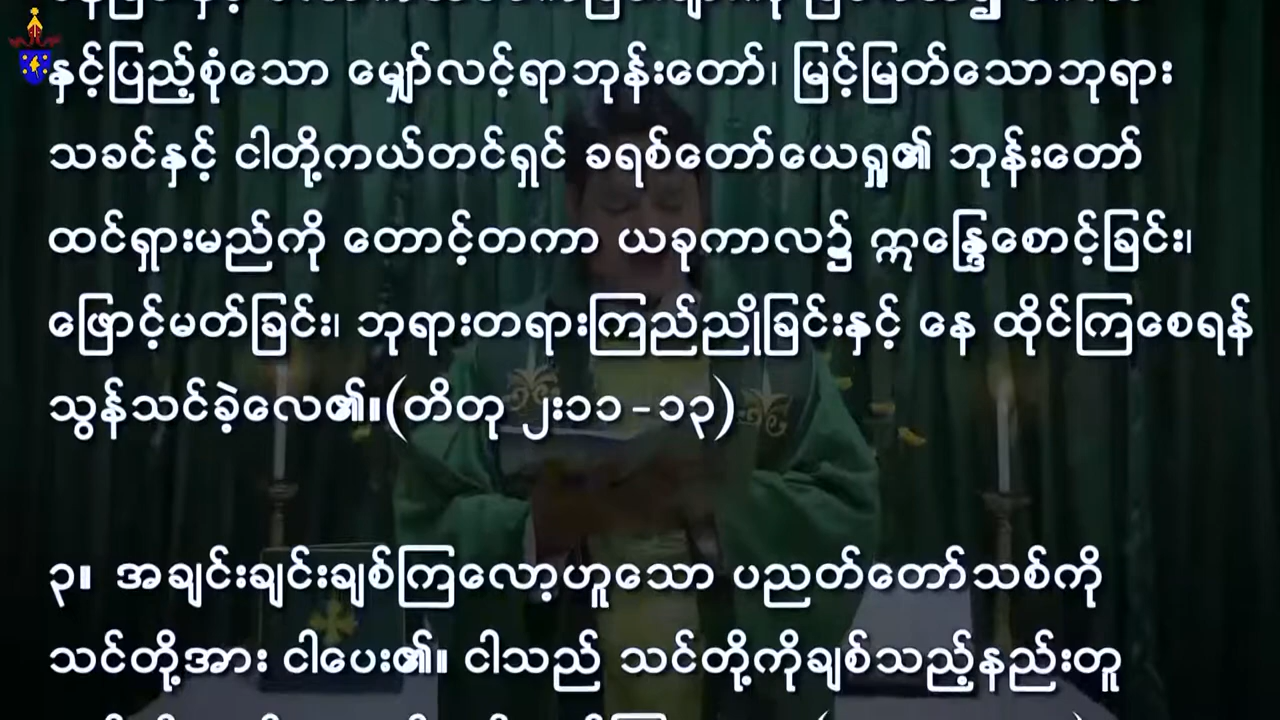 နှင့်ပြည့်စုံသော မျှော်လင့်ရာဘုန်းတော်၊ မြင့်မြတ်သောဘုရား
သခင်နှင့် ငါတို့ကယ်တင်ရှင် ခရစ်တော်ယေရှု၏ ဘုန်းတော်
ထင်ရှားမည်ကို တောင့်တကာ ယခုကာလ၌ ဣန္ဒြေစောင့်ခြင်း၊
ဖြောင့်မတ်ခြင်း၊ ဘုရားတရားကြည်ညိုခြင်းနှင့် နေ ထိုင်ကြစေရန်
သွန်သင်ခဲ့လေ၏။(တိတု ၂း၁၁-၁၃)
၃။ အချင်းချင်းချစ်ကြလော့ဟူသော ပညတ်တော်သစ်ကို
သင်တို့အား ငါပေး၏။ ငါသည် သင်တို့ကိုချစ်သည့်နည်းတူ